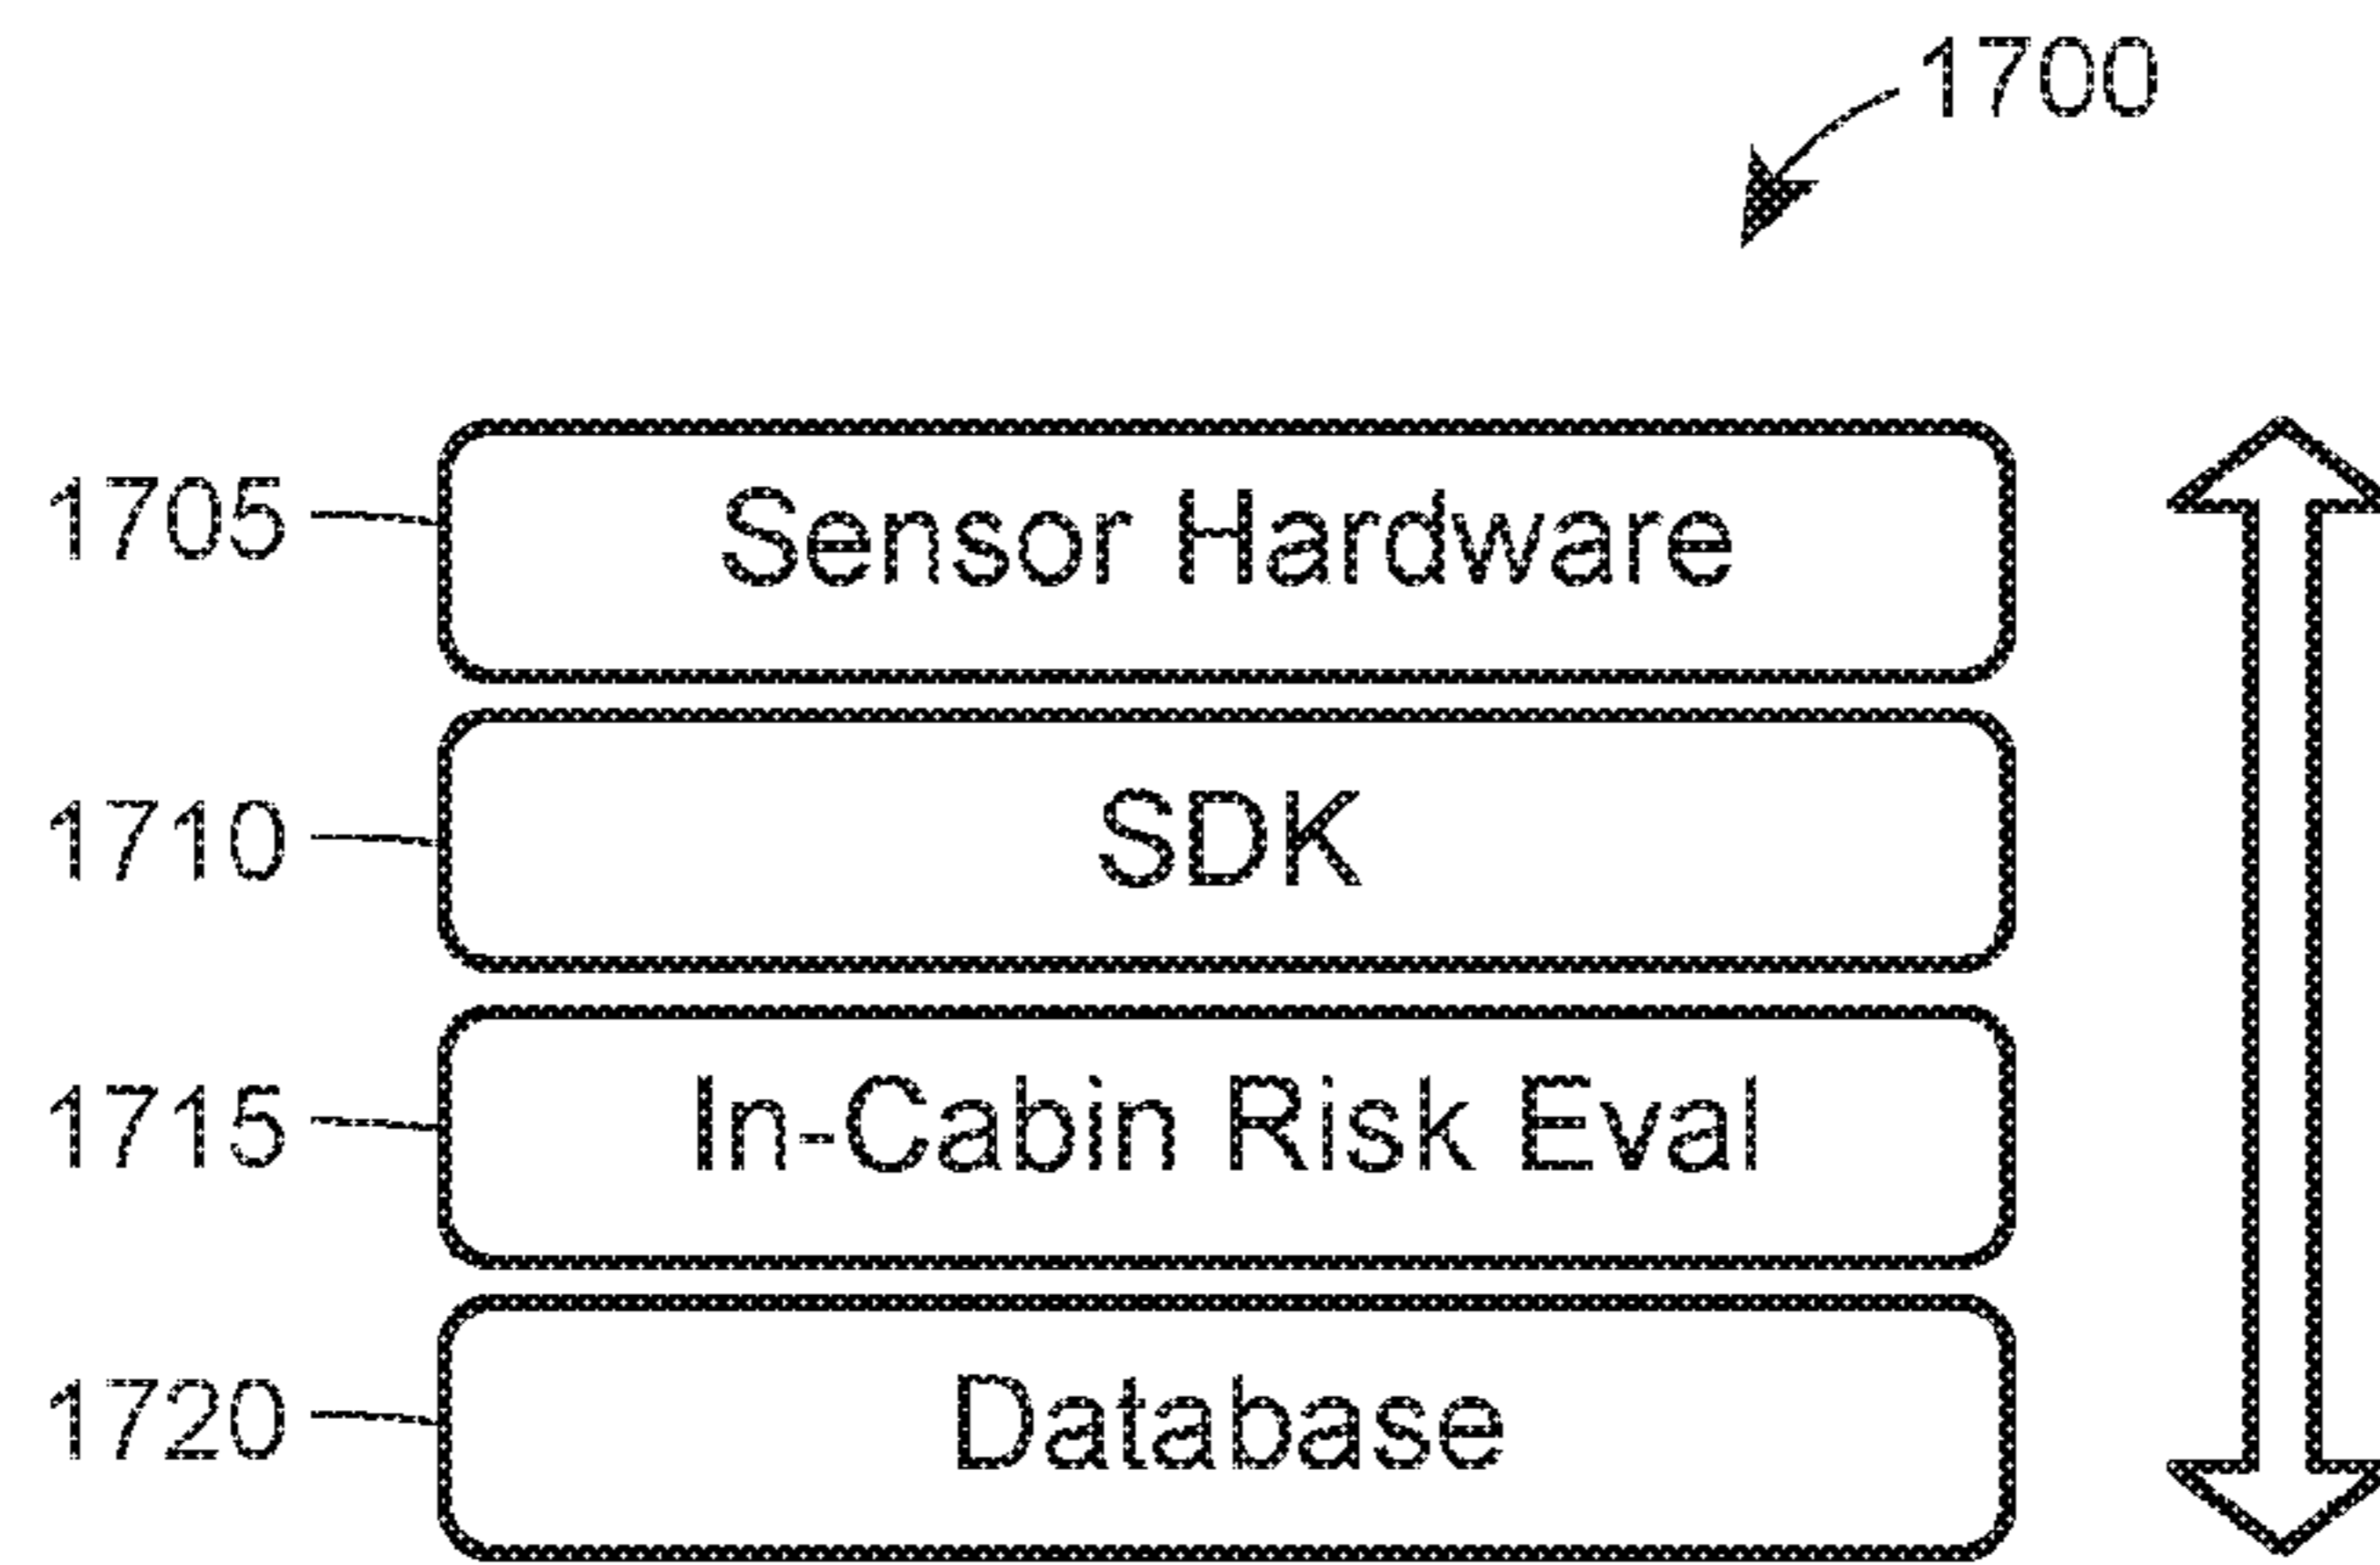 1700
1705 Sensor Hardware
1710 SDK
1715 In-Cabin Risk Eval
1720 Database